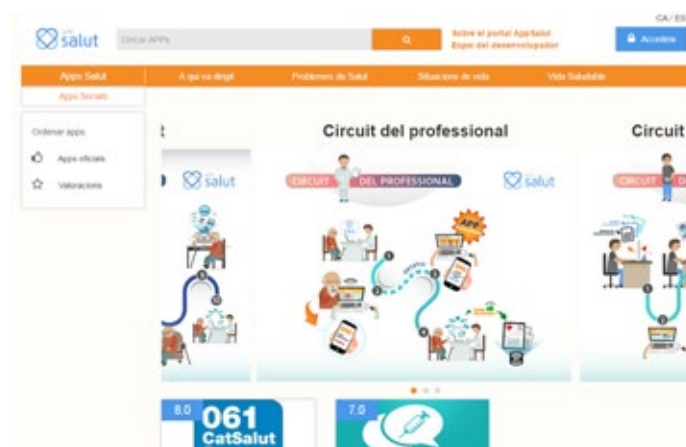 CA / ES
salut
Cercar APPs
Sobre el portal AppSalut
Espai del desenvolupador
Accedeix
Apps Salut
A qui va dirigit
Problemes de Salut
Situacions de vida
Vida Saludable
Apps Socials
Ordenar apps
Apps oficials
Valoracions
t
Circuit del professional
Circuit
salut
CIRCUIT DEL PROFESSIONAL
salut
CIRCUIT D
APP
8.0
061
CatSalut
7.0